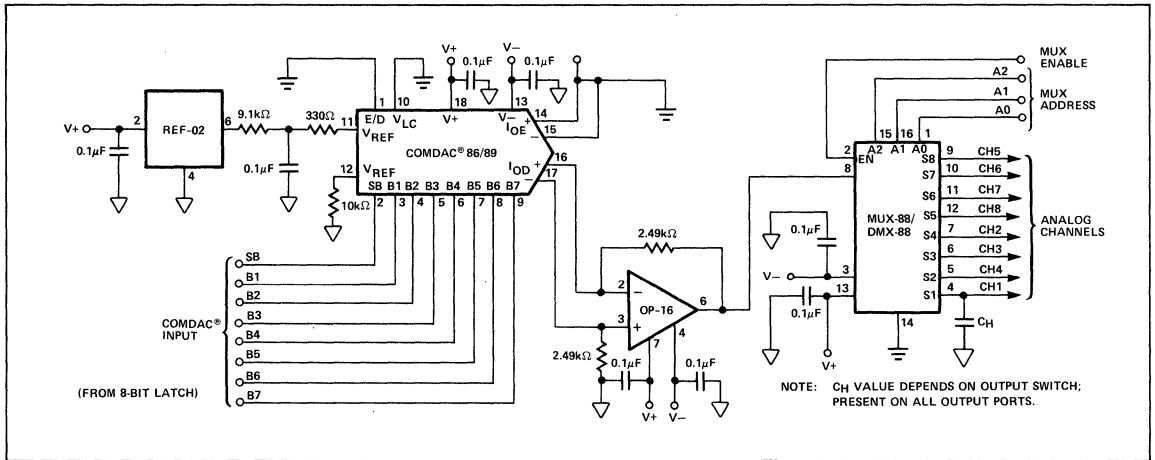 V+
2
REF-02
6
4
0.1μF
9.1kΩ
0.1μF
330Ω
11
12
10kΩ
1
10
E/D
VLC
VREF
VREF
V+
18
0.1μF
V+
V−
0.1μF
13
V−
14
IOE +
−
15
COMDAC® 86/89
IOD +
−
16
17
SB B1 B2 B3 B4 B5 B6 B7
2 3 4 5 6 7 8 9
SB
B1
B2
B3
B4
B5
B6
B7
COMDAC®
INPUT
(FROM 8-BIT LATCH)
2.49kΩ
2
−
OP-16
6
3
+
7
4
2.49kΩ
0.1μF
0.1μF
V+
V−
MUX
ENABLE
A2
A1
A0
MUX
ADDRESS
15 16 1
A2 A1 A0
2
EN
8
MUX-88/
DMX-88
S8 9 CH5
S7 10 CH6
S6 11 CH7
S5 12 CH8
S4 7 CH2
S3 6 CH3
S2 5 CH4
S1 4 CH1
ANALOG
CHANNELS
0.1μF
V−
3
13
0.1μF
V+
14
CH
NOTE: CH VALUE DEPENDS ON OUTPUT SWITCH;
PRESENT ON ALL OUTPUT PORTS.